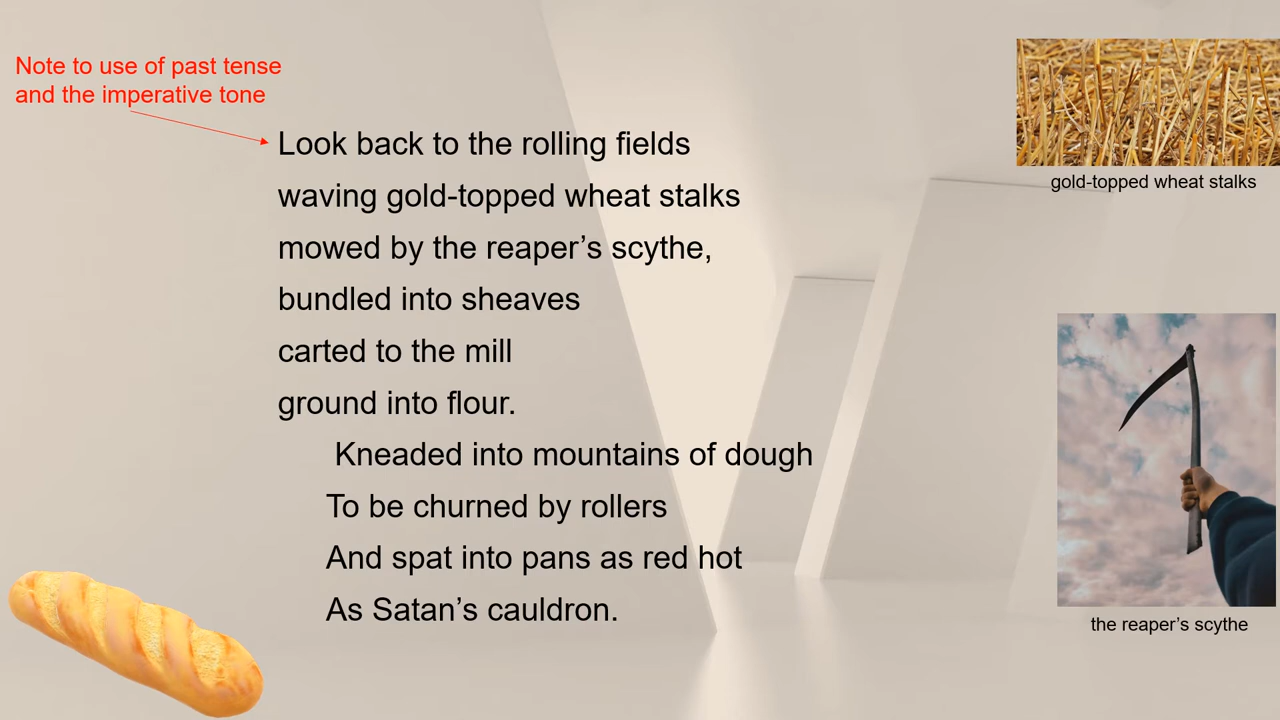 Note to use of past tense
and the imperative tone
Look back to the rolling fields
waving gold-topped wheat stalks
mowed by the reaper’s scythe,
bundled into sheaves
carted to the mill
ground into flour.
Kneaded into mountains of dough
To be churned by rollers
And spat into pans as red hot
As Satan’s cauldron.
gold-topped wheat stalks
the reaper’s scythe